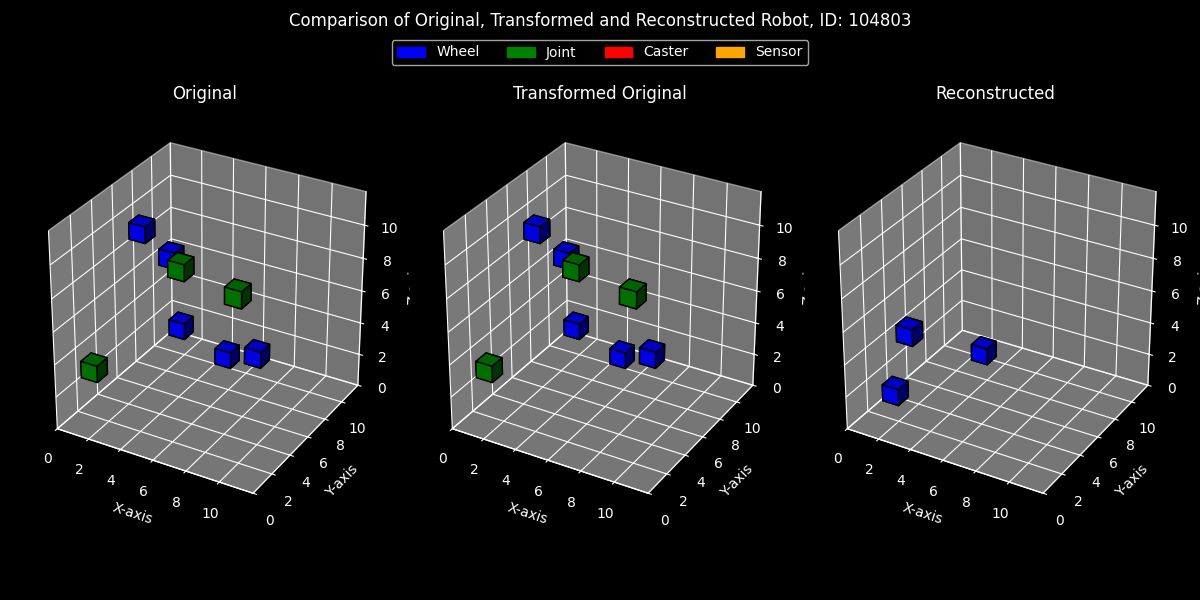 Comparison of Original, Transformed and Reconstructed Robot, ID: 104803
Wheel Joint Caster Sensor
Original Transformed Original Reconstructed
10 10 10
8 8 8
6 6 6
4 4 4
2 2 2
0 0 0
0 2 4 6 8 10 0 2 4 6 8 10 0 2 4 6 8 10
X-axis X-axis X-axis
0 2 4 6 8 10 0 2 4 6 8 10 0 2 4 6 8 10
Y-axis Y-axis Y-axis